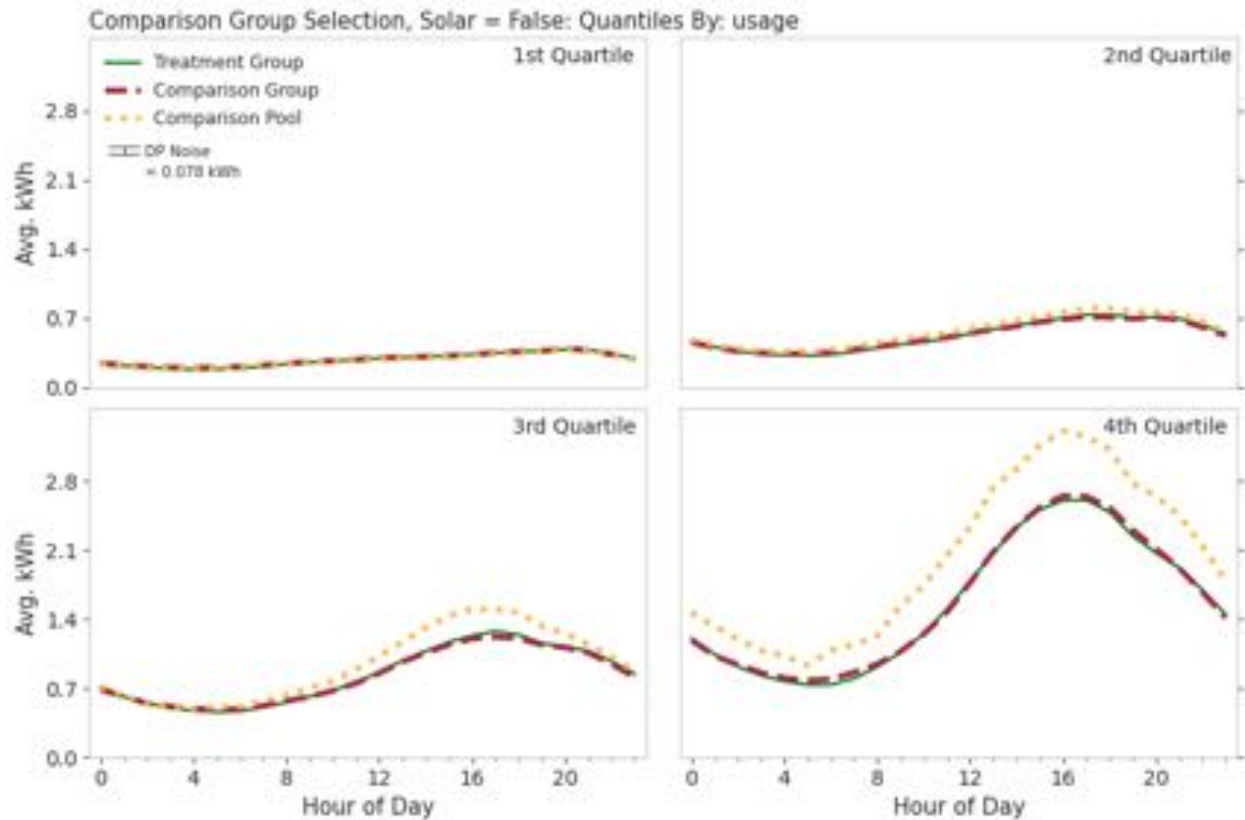 Comparison Group Selection, Solar = False: Quantiles By: usage
1st Quartile
2nd Quartile
Treatment Group
Comparison Group
Comparison Pool
DP Noise
= 0.078 kWh
Avg. kWh
2.8
2.1
1.4
0.7
0.0
3rd Quartile
4th Quartile
Avg. kWh
2.8
2.1
1.4
0.7
0.0
0 4 8 12 16 20
0 4 8 12 16 20
Hour of Day
Hour of Day